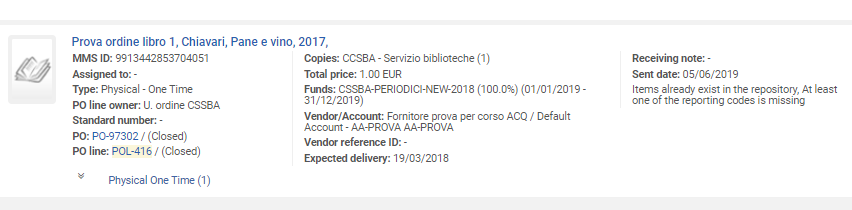 Prova ordine libro 1, Chiavari, Pane e vino, 2017,
MMS ID: 9913442853704051
Assigned to: -
Type: Physical - One Time
PO line owner: U. ordine CSSBA
Standard number: -
PO: PO-97302 / (Closed)
PO line: POL-416 / (Closed)
Physical One Time (1)
Copies: CCSBA - Servizio biblioteche (1)
Total price: 1.00 EUR
Funds: CSSBA-PERIODICI-NEW-2018 (100.0%) (01/01/2019 -
31/12/2019)
Vendor/Account: Fornitore prova per corso ACQ / Default
Account - AA-PROVA AA-PROVA
Vendor reference ID: -
Expected delivery: 19/03/2018
Receiving note: -
Sent date: 05/06/2019
Items already exist in the repository, At least
one of the reporting codes is missing